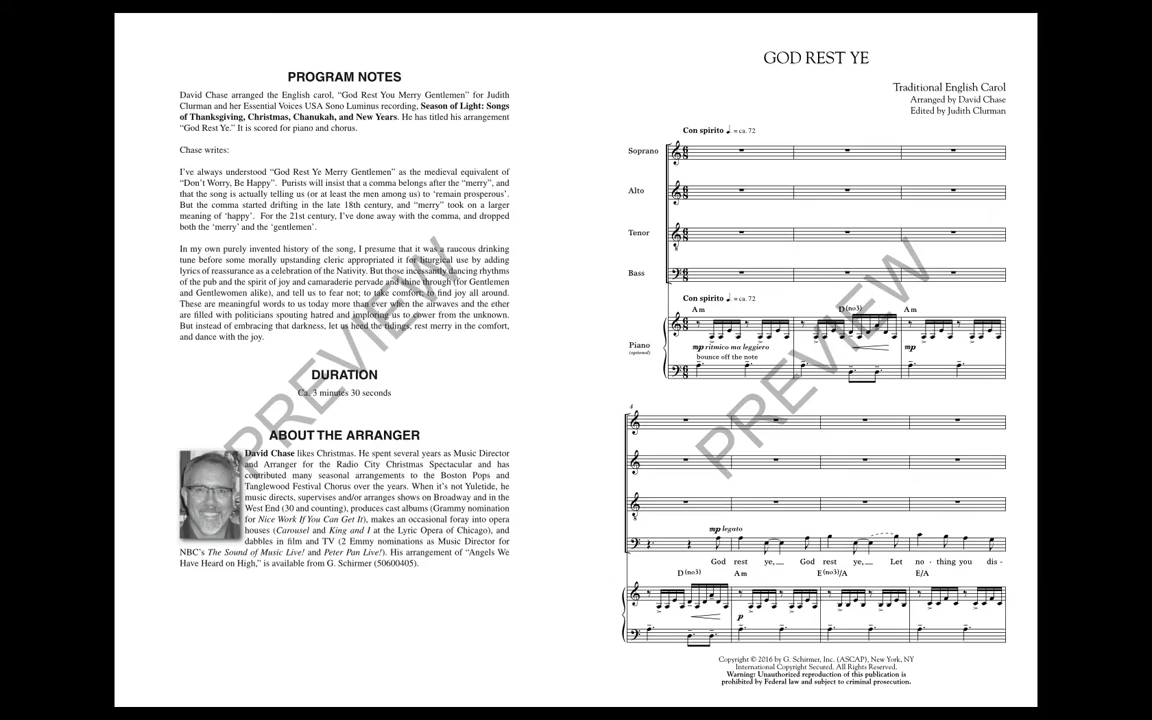 PROGRAM NOTES
David Chase arranged the English carol, “God Rest You Merry Gentlemen” for Judith
Clurman and her Essential Voices USA Sono Luminus recording, Season of Light: Songs
of Thanksgiving, Christmas, Chanukah, and New Years. He has titled his arrangement
“God Rest Ye.” It is scored for piano and chorus.
Chase writes:
I’ve always understood “God Rest Ye Merry Gentlemen” as the medieval equivalent of
“Don’t Worry, Be Happy”. Purists will insist that a comma belongs after the “merry”, and
that the song is actually telling us (or at least the men among us) to ‘remain prosperous’.
But the comma started drifting in the late 18th century, and “merry” took on a larger
meaning of ‘happy’. For the 21st century, I’ve done away with the comma, and dropped
both the ‘merry’ and the ‘gentlemen’.
In my own purely invented history of the song, I presume that it was a raucous drinking
tune before some morally upstanding cleric appropriated it for liturgical use by adding
lyrics of reassurance as a celebration of the Nativity. But those incessantly dancing rhythms
of the pub and the spirit of joy and camaraderie pervade and shine through (for Gentlemen
and Gentlewomen alike), and tell us to fear not; to take comfort; to find joy all around.
These are meaningful words to us today more than ever when the airwaves and the ether
are filled with politicians spouting hatred and imploring us to cower from the unknown.
But instead of embracing that darkness, let us heed the tidings, rest merry in the comfort,
and dance with the joy.
DURATION
Ca. 3 minutes 30 seconds
ABOUT THE ARRANGER
David Chase likes Christmas. He spent several years as Music Director
and Arranger for the Radio City Christmas Spectacular and has
contributed many seasonal arrangements to the Boston Pops and
Tanglewood Festival Chorus over the years. When it’s not Yuletide, he
music directs, supervises and/or arranges shows on Broadway and in the
West End (30 and counting), produces cast albums (Grammy nomination
for Nice Work If You Can Get It), makes an occasional foray into opera
houses (Carousel and King and I at the Lyric Opera of Chicago), and
dabbles in film and TV (2 Emmy nominations as Music Director for
NBC’s The Sound of Music Live! and Peter Pan Live!). His arrangement of “Angels We
Have Heard on High,” is available from G. Schirmer (50600405).
PREVIEW
GOD REST YE
Traditional English Carol
Arranged by David Chase
Edited by Judith Clurman
Con spirito ♩. = ca. 72
Soprano
Alto
Tenor
Bass
Con spirito ♩. = ca. 72
Am D(no3) Am
Piano
(optional)
mp ritmico ma leggiero mp
bounce off the note
4
mp legato
God rest ye, God rest ye, Let no - thing you dis -
D(no3) Am E(no3)/A E/A
p
PREVIEW
Copyright © 2016 by G. Schirmer, Inc. (ASCAP), New York, NY
International Copyright Secured. All Rights Reserved.
Warning: Unauthorized reproduction of this publication is
prohibited by Federal law and subject to criminal prosecution.